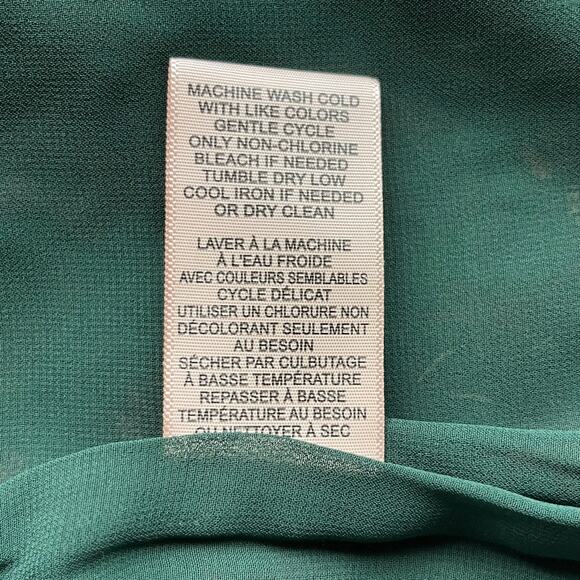 MACHINE WASH COLD
WITH LIKE COLORS
GENTLE CYCLE
ONLY NON-CHLORINE
BLEACH IF NEEDED
TUMBLE DRY LOW
COOL IRON IF NEEDED
OR DRY CLEAN
LAVER À LA MACHINE
À L'EAU FROIDE
AVEC COULEURS SEMBLABLES
CYCLE DÉLICAT
UTILISER UN CHLORURE NON
DÉCOLORANT SEULEMENT
AU BESOIN
SÉCHER PAR CULBUTAGE
À BASSE TEMPÉRATURE
REPASSER À BASSE
TEMPÉRATURE AU BESOIN
OU NETTOYER À SEC